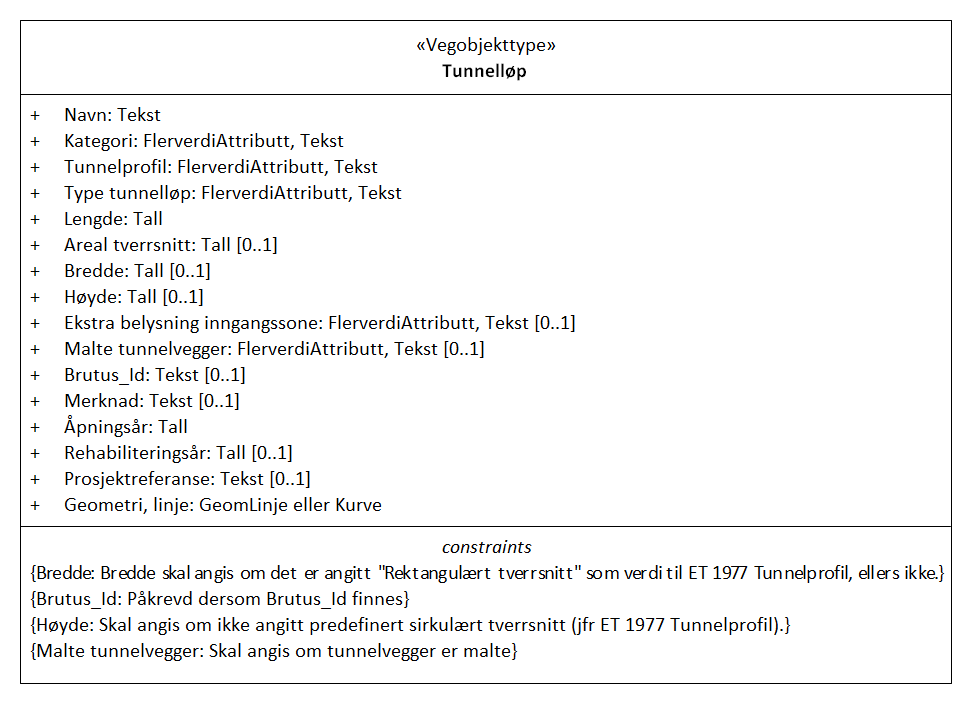 «Vegobjekttype»
Tunnelløp
+ Navn: Tekst
+ Kategori: FlerverdiAttributt, Tekst
+ Tunnelprofil: FlerverdiAttributt, Tekst
+ Type tunnelløp: FlerverdiAttributt, Tekst
+ Lengde: Tall
+ Areal tverrsnitt: Tall [0..1]
+ Bredde: Tall [0..1]
+ Høyde: Tall [0..1]
+ Ekstra belysning inngangssone: FlerverdiAttributt, Tekst [0..1]
+ Malte tunnelvegger: FlerverdiAttributt, Tekst [0..1]
+ Brutus_Id: Tekst [0..1]
+ Merknad: Tekst [0..1]
+ Åpningsår: Tall
+ Rehabiliteringsår: Tall [0..1]
+ Prosjektreferanse: Tekst [0..1]
+ Geometri, linje: GeomLinje eller Kurve
constraints
{Bredde: Bredde skal angis om det er angitt "Rektangulært tverrsnitt" som verdi til ET 1977 Tunnelprofil, ellers ikke.}
{Brutus_Id: Påkrevd dersom Brutus_Id finnes}
{Høyde: Skal angis om ikke angitt predefinert sirkulært tverrsnitt (jfr ET 1977 Tunnelprofil).}
{Malte tunnelvegger: Skal angis om tunnelvegger er malte}